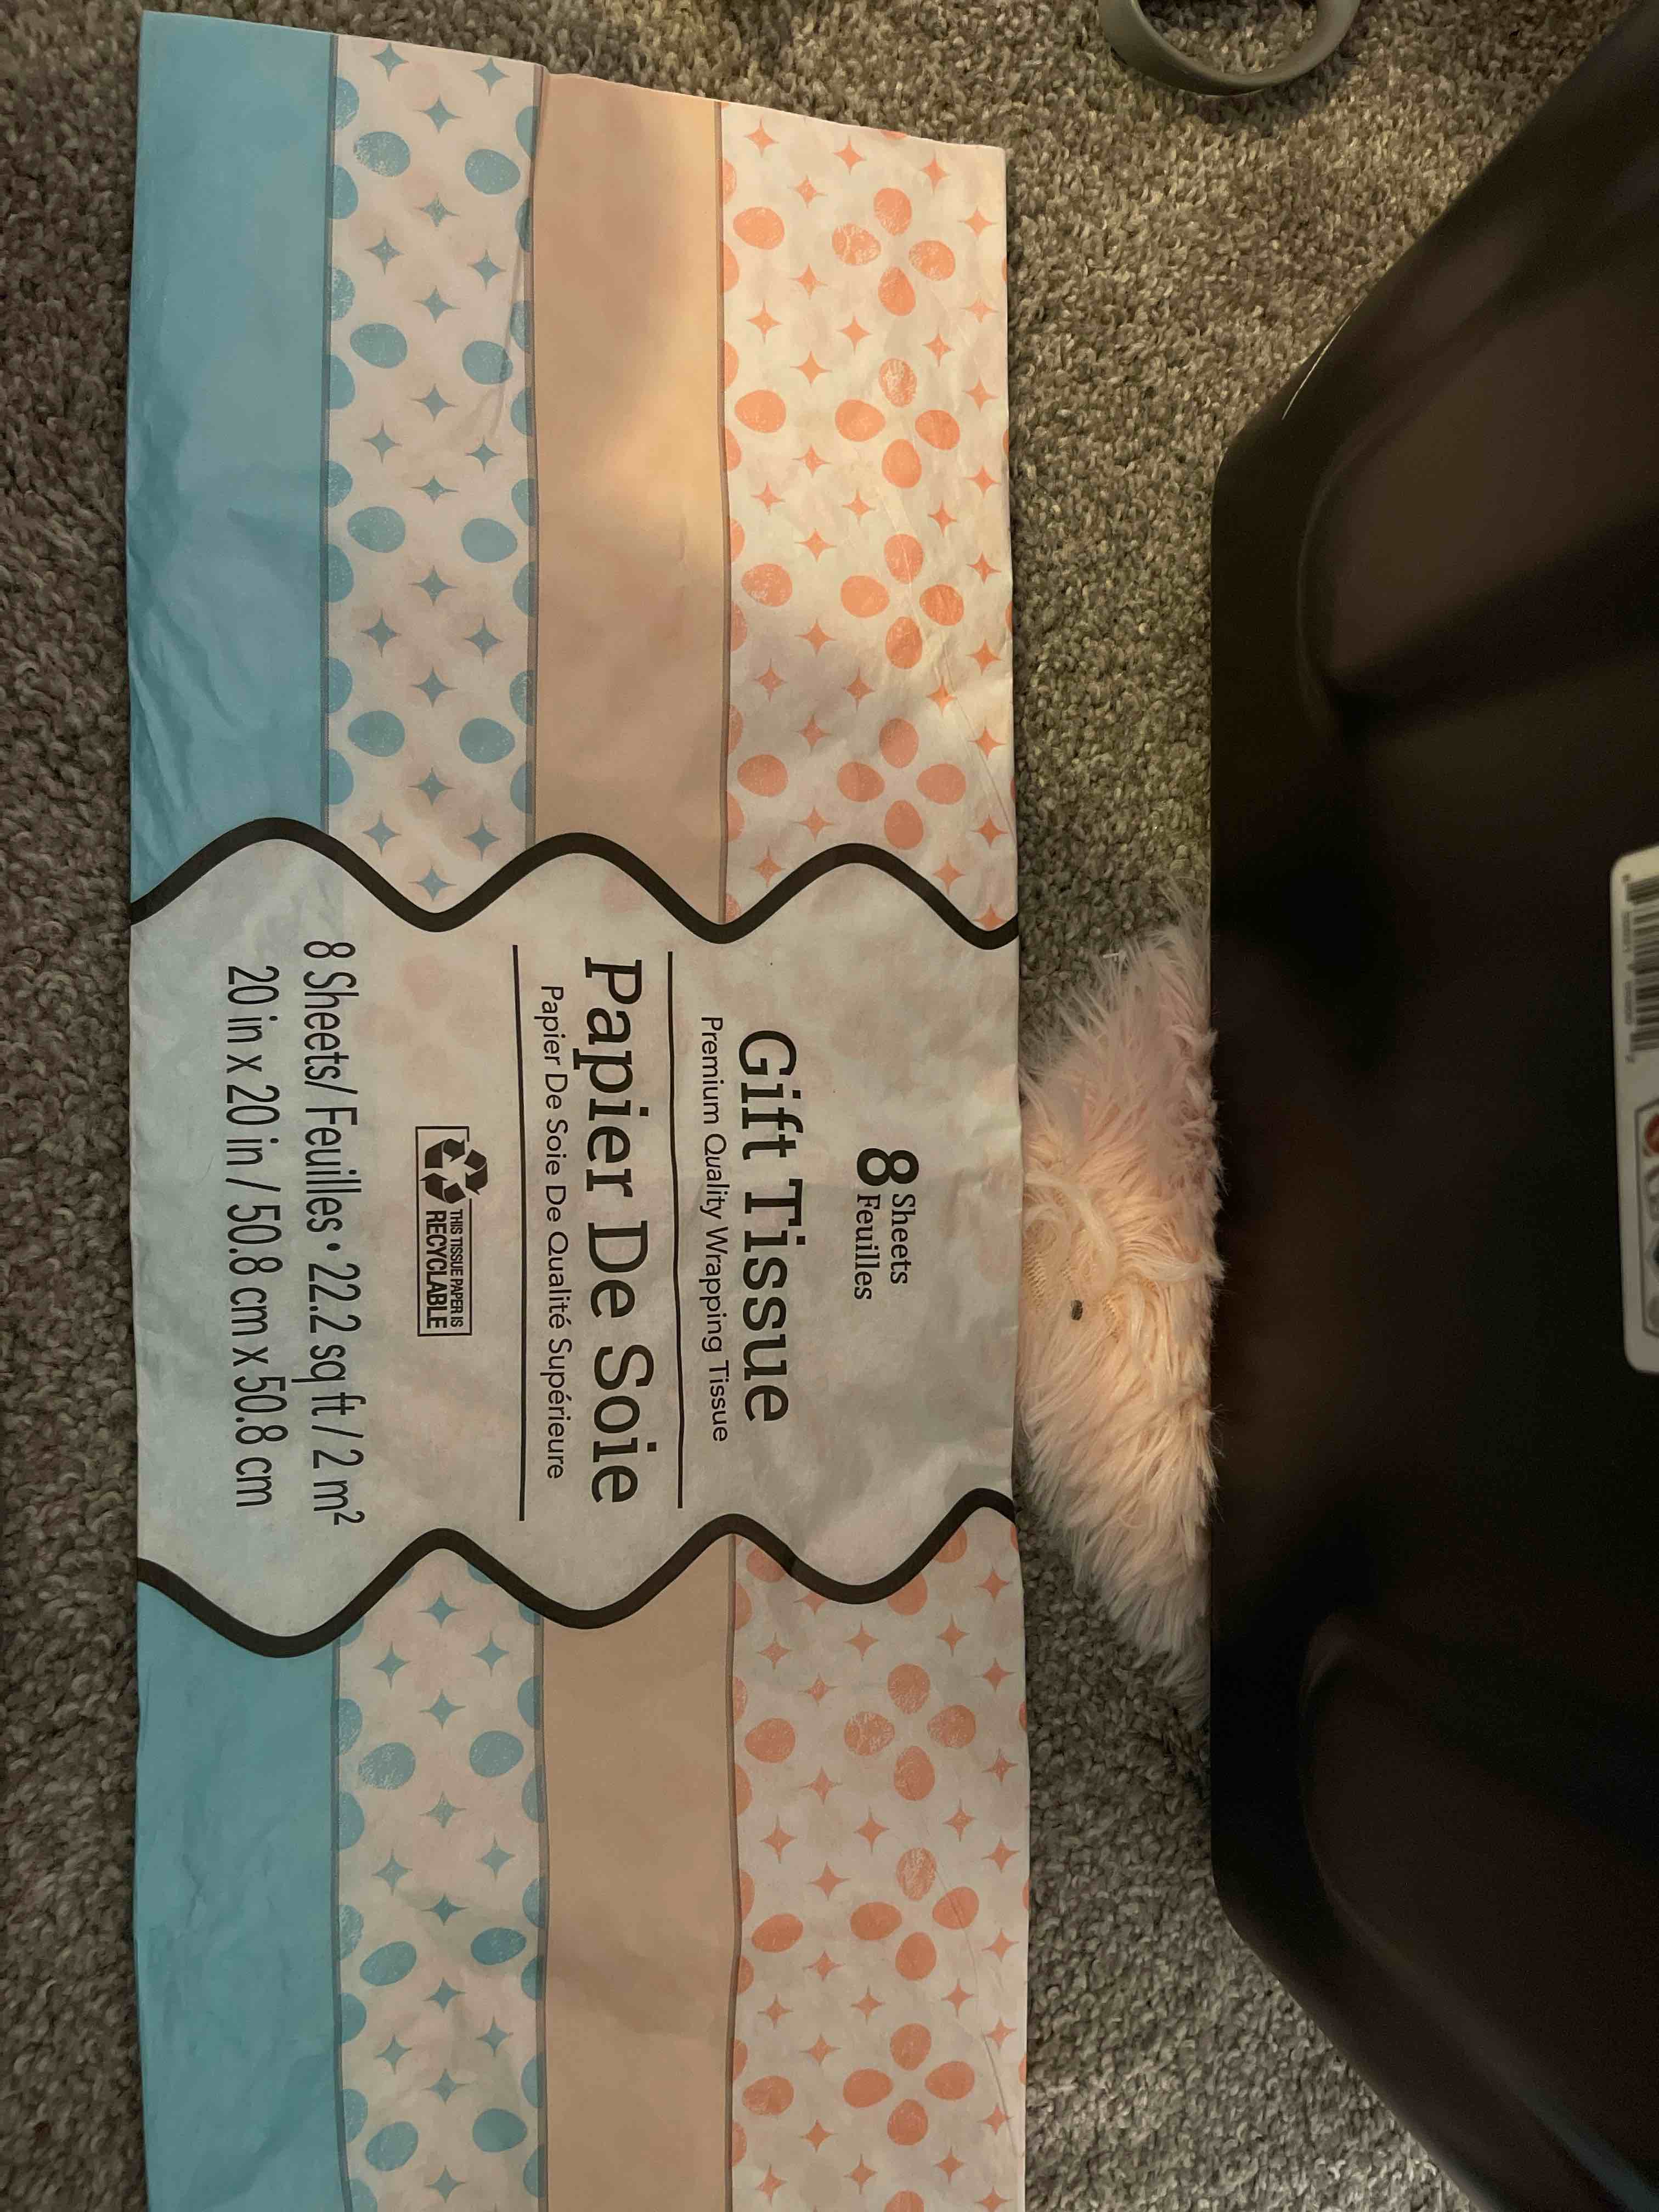 8 Sheets
Feuilles
Gift Tissue
Premium Quality Wrapping Tissue
Papier De Soie
Papier De Soie De Qualité Supérieure
THIS TISSUE PAPER IS
RECYCLABLE
8 Sheets/ Feuilles • 22.2 sq ft / 2 m²
20 in x 20 in / 50.8 cm x 50.8 cm